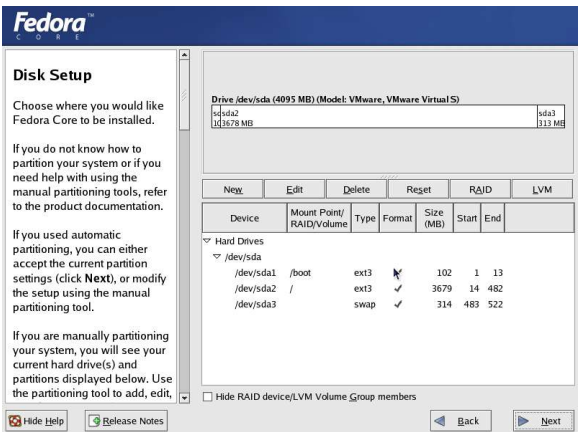 Fedora™
CORE
Disk Setup
Choose where you would like
Fedora Core to be installed.
If you do not know how to
partition your system or if you
need help with using the
manual partitioning tools, refer
to the product documentation.
If you used automatic
partitioning, you can either
accept the current partition
settings (click Next), or modify
the setup using the manual
partitioning tool.
If you are manually partitioning
your system, you will see your
current hard drive(s) and
partitions displayed below. Use
the partitioning tool to add, edit,
Drive /dev/sda (4095 MB) (Model: VMware, VMware Virtual S)
sda2 sda3
3678 MB 313 MB
New Edit Delete Reset RAID LVM
Device Mount Point/ RAID/Volume Type Format Size (MB) Start End
Hard Drives
/dev/sda
/dev/sda1 /boot ext3 102 1 13
/dev/sda2 / ext3 3679 14 482
/dev/sda3 swap 314 483 522
Hide RAID device/LVM Volume Group members
Hide Help Release Notes Back Next